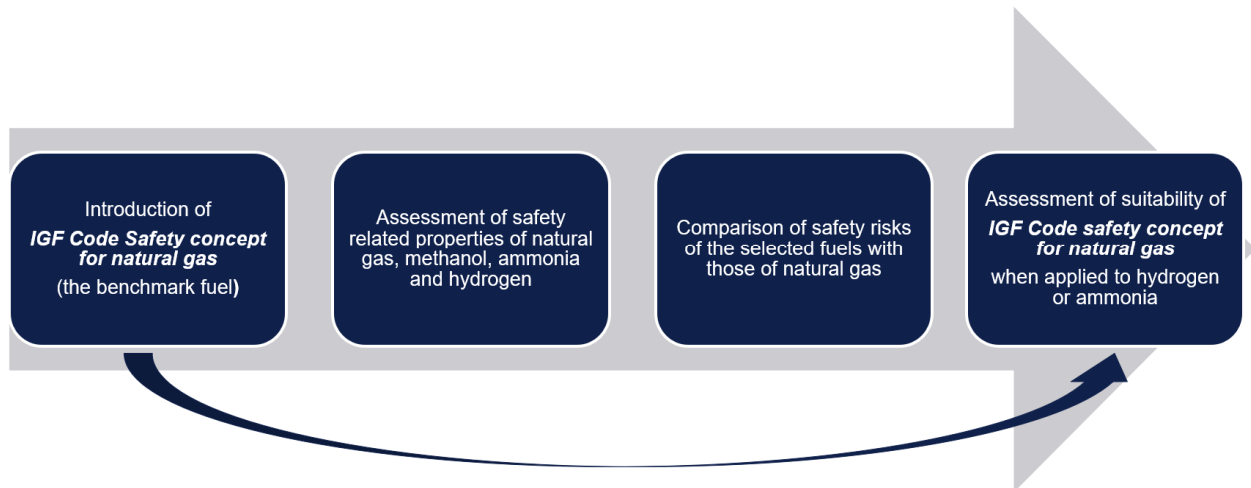 Introduction of
IGF Code Safety concept
for natural gas
(the benchmark fuel)
Assessment of safety
related properties of natural
gas, methanol, ammonia
and hydrogen
Comparison of safety risks
of the selected fuels with
those of natural gas
Assessment of suitability of
IGF Code safety concept
for natural gas
when applied to hydrogen
or ammonia